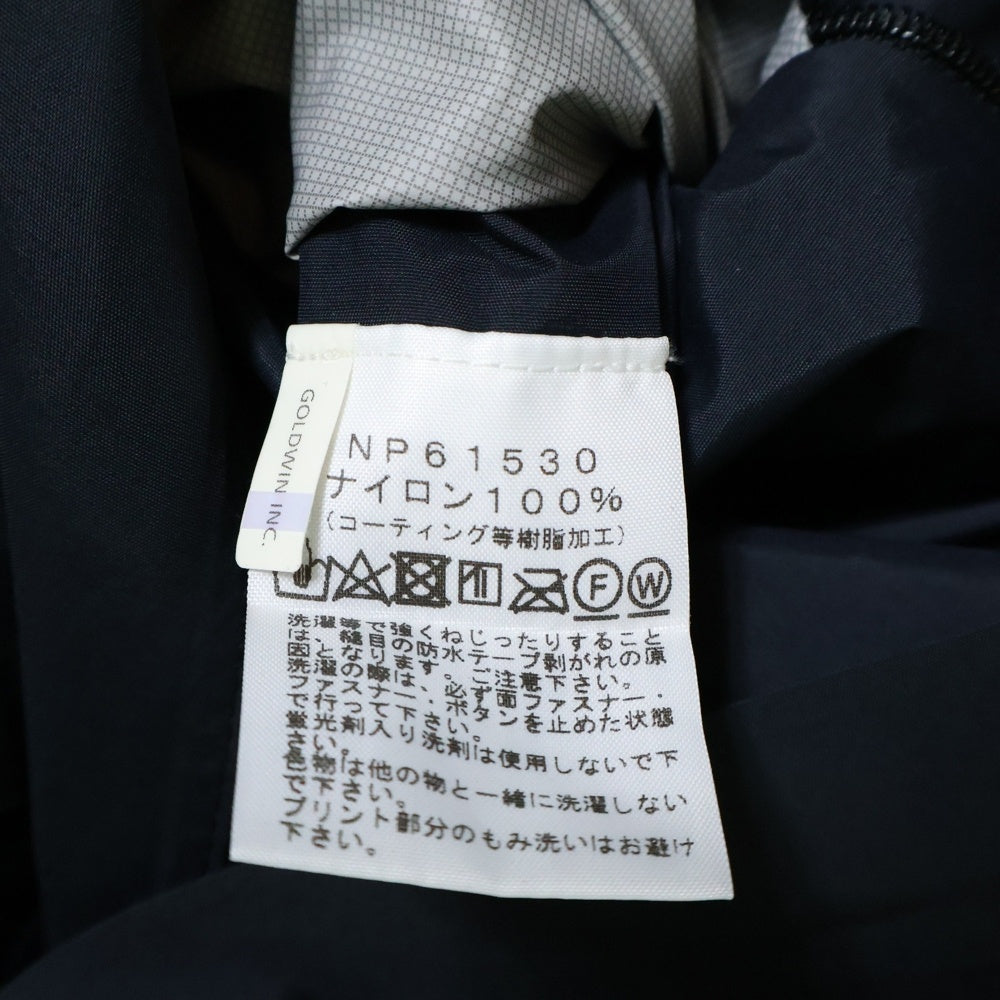 GOLDWIN INC.
NP61530
ナイロン100%
(コーティング等樹脂加工)
F W
洗濯等で強くねじったりすること
は、縫目の防水テープ剥がれの原
因となります。ご注意下さい。
洗濯の際は、必ず面ファスナー・
ファスナー、ボタンを止めた状態
で行って下さい。
蛍光剤入り洗剤は使用しないで下
さい。
色物は他の物と一緒に洗濯しない
で下さい。
プリント部分のもみ洗いはお避け
下さい。